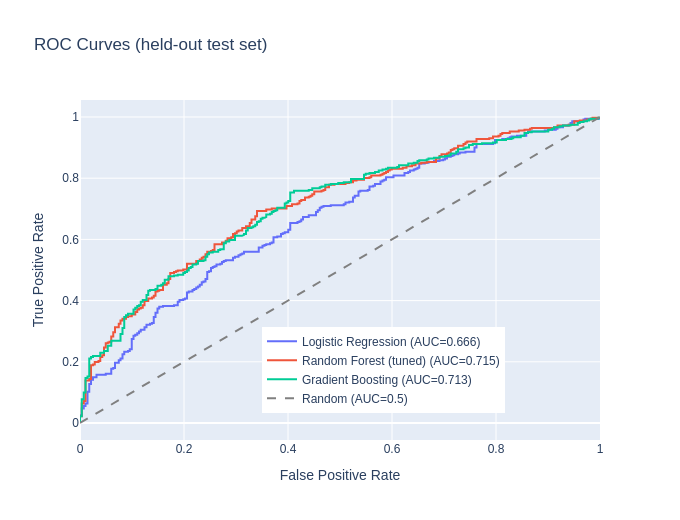 ROC Curves (held-out test set)
True Positive Rate
1
0.8
0.6
0.4
0.2
0
Logistic Regression (AUC=0.666)
Random Forest (tuned) (AUC=0.715)
Gradient Boosting (AUC=0.713)
Random (AUC=0.5)
0 0.2 0.4 0.6 0.8 1
False Positive Rate